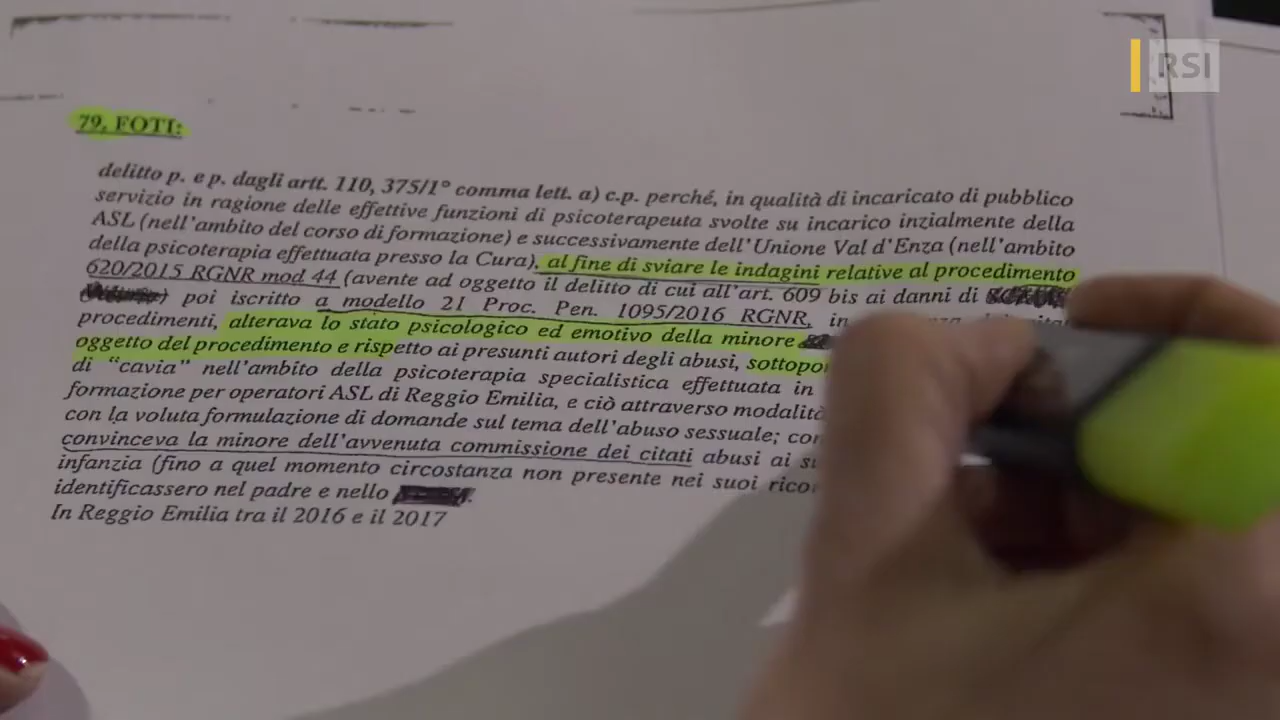 RSI
79, FOTI:
delitto p. e p. dagli artt. 110, 375/1° comma lett. a) c.p. perché, in qualità di incaricato di pubblico
servizio in ragione delle effettive funzioni di psicoterapeuta svolte su incarico inzialmente della
ASL (nell'ambito del corso di formazione) e successivamente dell'Unione Val d'Enza (nell'ambito
della psicoterapia effettuata presso la Cura), al fine di sviare le indagini relative al procedimento
620/2015 RGNR mod 44 (avente ad oggetto il delitto di cui all'art. 609 bis ai danni di
poi iscritto a modello 21 Proc. Pen. 1095/2016 RGNR, in
procedimenti, alterava lo stato psicologico ed emotivo della minore
oggetto del procedimento e rispetto ai presunti autori degli abusi,
di "cavia" nell'ambito della psicoterapia specialistica effettuata in
formazione per operatori ASL di Reggio Emilia, e ciò attraverso modalità
con la voluta formulazione di domande sul tema dell'abuso sessuale;
convinceva la minore dell'avvenuta commissione dei citati abusi ai
infanzia (fino a quel momento circostanza non presente nei suoi
identificassero nel padre e nello
In Reggio Emilia tra il 2016 e il 2017